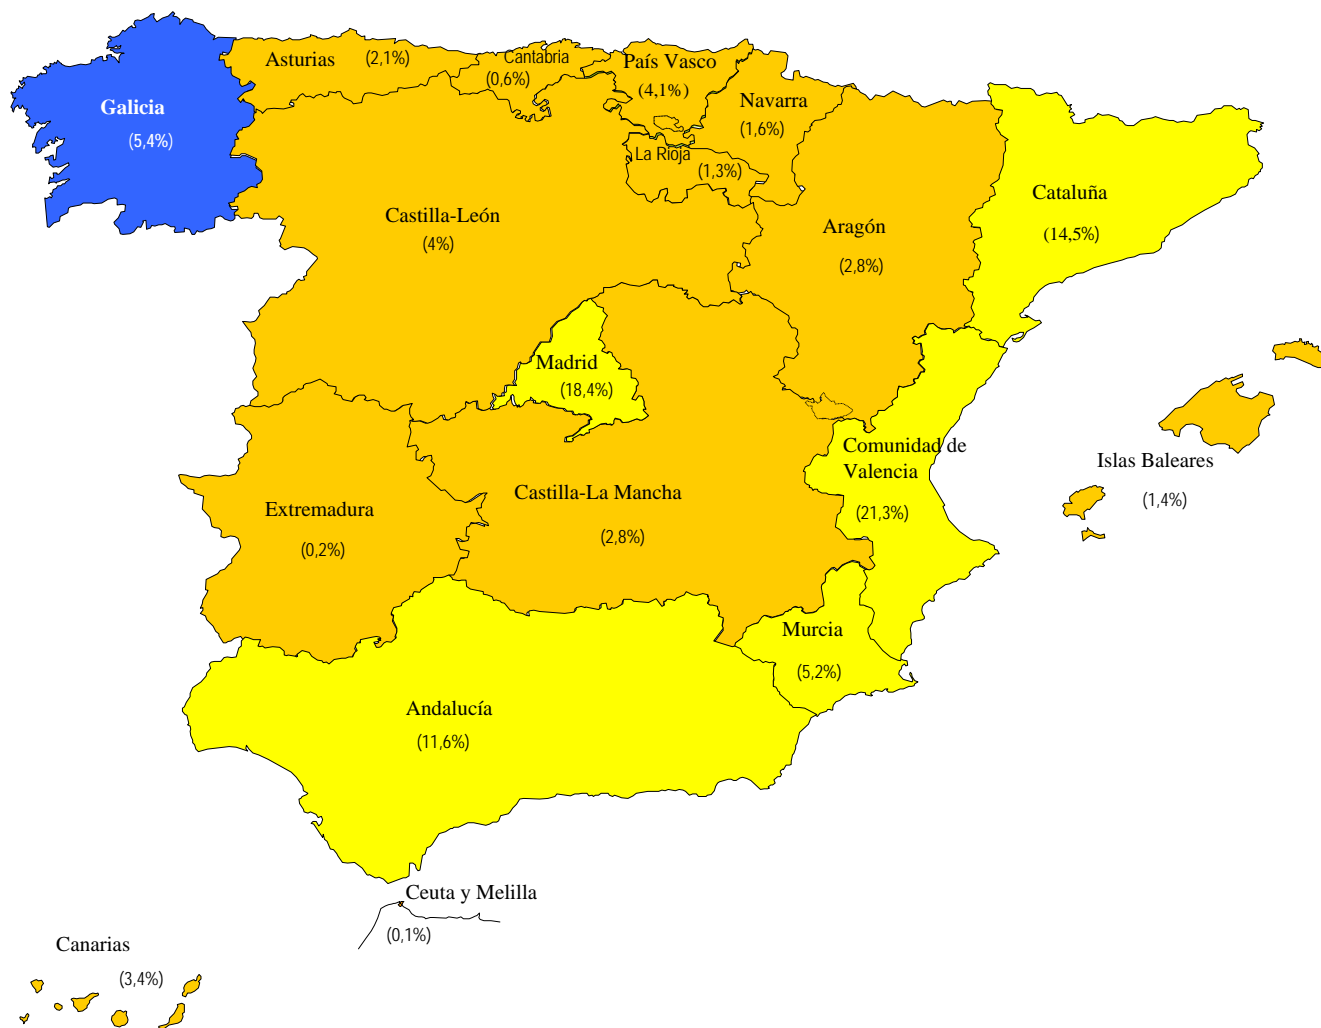 Asturias
(2,1%)
Cantabria
(0,6%)
País Vasco
(4,1%)
Galicia
(5,4%)
Navarra
(1,6%)
La Rioja
(1,3%)
Cataluña
(14,5%)
Castilla-León
(4%)
Aragón
(2,8%)
Madrid
(18,4%)
Comunidad de
Valencia
(21,3%)
Islas Baleares
(1,4%)
Extremadura
(0,2%)
Castilla-La Mancha
(2,8%)
Murcia
(5,2%)
Andalucía
(11,6%)
Ceuta y Melilla
(0,1%)
Canarias
(3,4%)